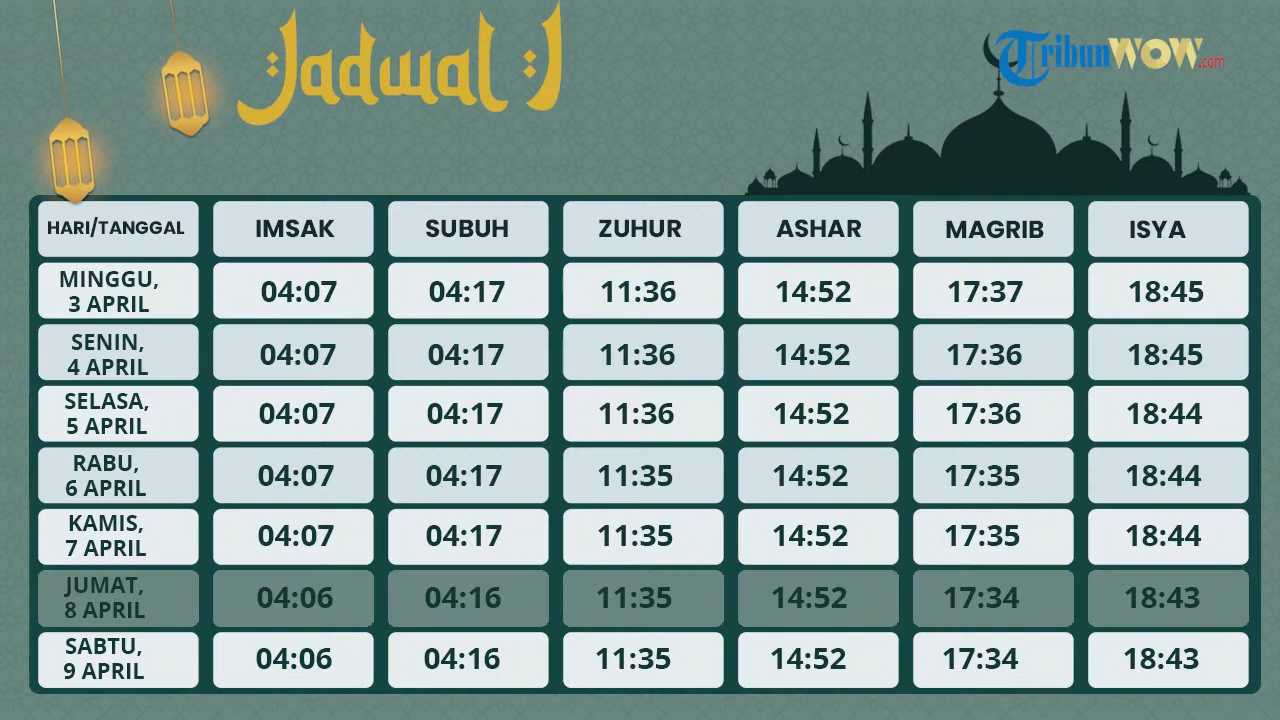 Jadwal
TribunWOW.com
HARI/TANGGAL IMSAK SUBUH ZUHUR ASHAR MAGRIB ISYA
MINGGU,
3 APRIL 04:07 04:17 11:36 14:52 17:37 18:45
SENIN,
4 APRIL 04:07 04:17 11:36 14:52 17:36 18:45
SELASA,
5 APRIL 04:07 04:17 11:36 14:52 17:36 18:44
RABU,
6 APRIL 04:07 04:17 11:35 14:52 17:35 18:44
KAMIS,
7 APRIL 04:07 04:17 11:35 14:52 17:35 18:44
JUMAT,
8 APRIL 04:06 04:16 11:35 14:52 17:34 18:43
SABTU,
9 APRIL 04:06 04:16 11:35 14:52 17:34 18:43